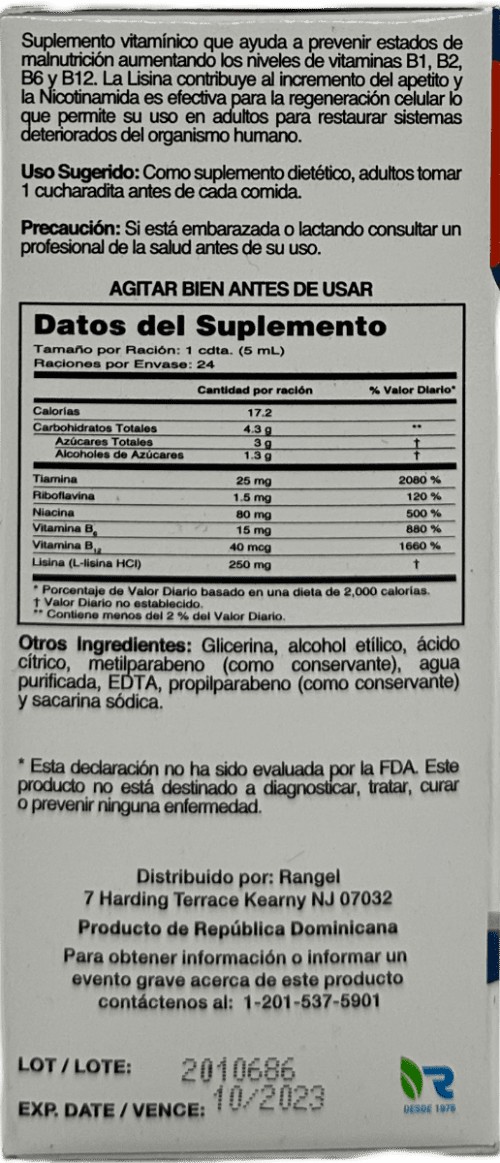 Suplemento vitamínico que ayuda a prevenir estados de
malnutrición aumentando los niveles de vitaminas B1, B2,
B6 y B12. La Lisina contribuye al incremento del apetito y
la Nicotinamida es efectiva para la regeneración celular lo
que permite su uso en adultos para restaurar sistemas
deteriorados del organismo humano.
Uso Sugerido: Como suplemento dietético, adultos tomar
1 cucharadita antes de cada comida.
Precaución: Si está embarazada o lactando consultar un
profesional de la salud antes de su uso.
AGITAR BIEN ANTES DE USAR
Datos del Suplemento
Tamaño por Ración: 1 cdta. (5 mL)
Raciones por Envase: 24
Cantidad por ración % Valor Diario*
Calorías 17.2
Carbohidratos Totales 4.3 g **
Azúcares Totales 3 g †
Alcoholes de Azúcares 1.3 g †
Tiamina 25 mg 2080 %
Riboflavina 1.5 mg 120 %
Niacina 80 mg 500 %
Vitamina B6 15 mg 880 %
Vitamina B12 40 mcg 1660 %
Lisina (L-lisina HCl) 250 mg †
* Porcentaje de Valor Diario basado en una dieta de 2,000 calorías.
† Valor Diario no establecido.
** Contiene menos del 2 % del Valor Diario.
Otros Ingredientes: Glicerina, alcohol etílico, ácido
cítrico, metilparabeno (como conservante), agua
purificada, EDTA, propilparabeno (como conservante)
y sacarina sódica.
* Esta declaración no ha sido evaluada por la FDA. Este
producto no está destinado a diagnosticar, tratar, curar
o prevenir ninguna enfermedad.
Distribuido por: Rangel
7 Harding Terrace Kearny NJ 07032
Producto de República Dominicana
Para obtener información o informar un
evento grave acerca de este producto
contáctenos al: 1-201-537-5901
LOT / LOTE: 2010686
EXP. DATE / VENCE: 10/2023
R
DESDE 1978